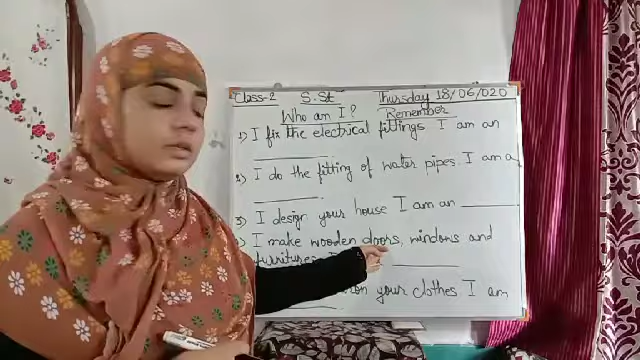 Class-2 S.St Thursday 18/06/020
Who am I? Remember
1) I fix the electrical fittings I am an
2) I do the fitting of water pipes I am a
3) I design your house I am an
I make wooden doors, windows and
furnitures
your clothes I am